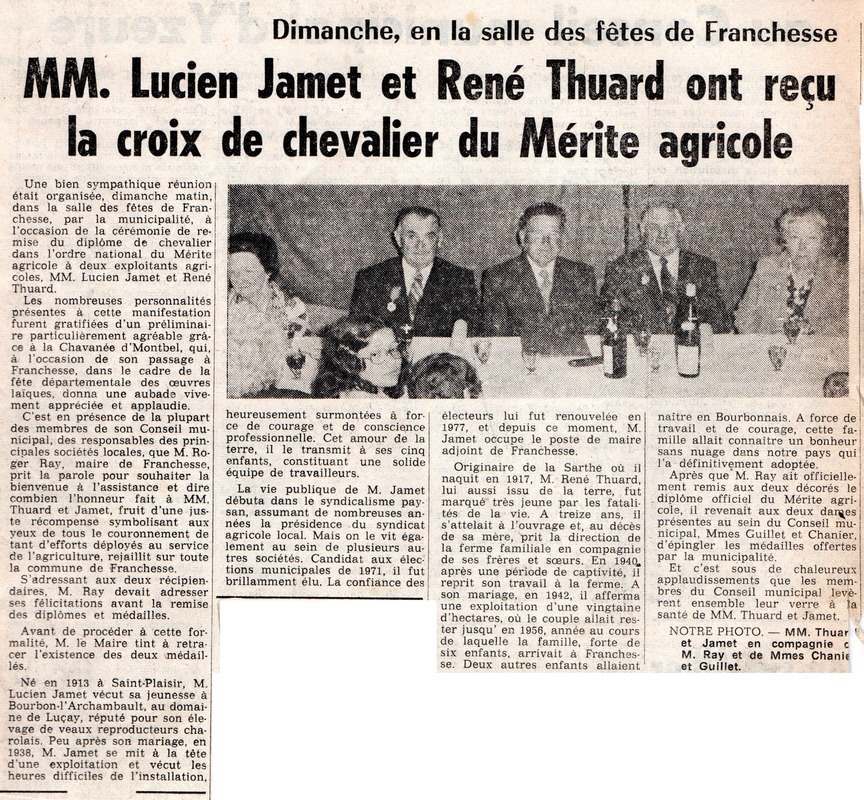 Dimanche, en la salle des fêtes de Franchesse
MM. Lucien Jamet et René Thuard ont reçu
la croix de chevalier du Mérite agricole
Une bien sympathique réunion
était organisée, dimanche matin,
dans la salle des fêtes de Fran-
chesse, par la municipalité, à
l'occasion de la cérémonie de re-
mise du diplôme de chevalier
dans l'ordre national du Mérite
agricole à deux exploitants agri-
coles, MM. Lucien Jamet et René
Thuard.
Les nombreuses personnalités
présentes à cette manifestation
furent gratifiées d'un préliminai-
re particulièrement agréable grâ-
ce à la Chavanée d'Montbel, qui,
à l'occasion de son passage à
Franchesse, dans le cadre de la
fête départementale des œuvres
laïques, donna une aubade vive-
ment appréciée et applaudie.
C'est en présence de la plupart
des membres de son Conseil mu-
nicipal, des responsables des prin-
cipales sociétés locales, que M. Ro-
ger Ray, maire de Franchesse,
prit la parole pour souhaiter la
bienvenue à l'assistance et dire
combien l'honneur fait à MM.
Thuard et Jamet, fruit d'une jus-
te récompense symbolisant aux
yeux de tous le couronnement de
tant d'efforts déployés au service
de l'agriculture, rejaillit sur toute
la commune de Franchesse.
S'adressant aux deux récipien-
daires, M. Ray devait adresser
ses félicitations avant la remise
des diplômes et médailles.
Avant de procéder à cette for-
malité, M. le Maire tint à retra-
cer l'existence des deux médail-
lés.
Né en 1913 à Saint-Plaisir, M.
Lucien Jamet vécut sa jeunesse à
Bourbon-l'Archambault, au domai-
ne de Luçay, réputé pour son éle-
vage de veaux reproducteurs cha-
rolais. Peu après son mariage, en
1938, M. Jamet se mit à la tête
d'une exploitation et vécut les
heures difficiles de l'installation,
heureusement surmontées à for-
ce de courage et de conscience
professionnelle. Cet amour de la
terre, il le transmit à ses cinq
enfants, constituant une solide
équipe de travailleurs.
La vie publique de M. Jamet
débuta dans le syndicalisme pay-
san, assumant de nombreuses an-
nées la présidence du syndicat
agricole local. Mais on le vit éga-
lement au sein de plusieurs au-
tres sociétés. Candidat aux élec-
tions municipales de 1971, il fut
brillamment élu. La confiance des
électeurs lui fut renouvelée en
1977, et depuis ce moment, M.
Jamet occupe le poste de maire
adjoint de Franchesse.
Originaire de la Sarthe où il
naquit en 1917, M. René Thuard,
lui aussi issu de la terre, fut
marqué très jeune par les fatali-
tés de la vie. A treize ans, il
s'attelait à l'ouvrage et, au décès
de sa mère, prit la direction de
la ferme familiale en compagnie
de ses frères et sœurs. En 1940,
après une période de captivité, il
reprit son travail à la ferme. A
son mariage, en 1942, il afferma
une exploitation d'une vingtaine
d'hectares, où le couple allait res-
ter jusqu' en 1956, année au cours
de laquelle la famille, forte de
six enfants, arrivait à Franches-
se. Deux autres enfants allaient
naître en Bourbonnais. A force de
travail et de courage, cette fa-
mille allait connaître un bonheur
sans nuage dans notre pays qui
l'a définitivement adoptée.
Après que M. Ray ait officielle-
ment remis aux deux décorés le
diplôme officiel du Mérite agri-
cole, il revenait aux deux dames
présentes au sein du Conseil mu-
nicipal, Mmes Guillet et Chanier,
d'épingler les médailles offertes
par la municipalité.
Et c'est sous de chaleureux
applaudissements que les mem-
bres du Conseil municipal levè-
rent ensemble leur verre à la
santé de MM. Thuard et Jamet.
NOTRE PHOTO. — MM. Thuar
et Jamet en compagnie d
M. Ray et de Mmes Chanie
et Guillet.